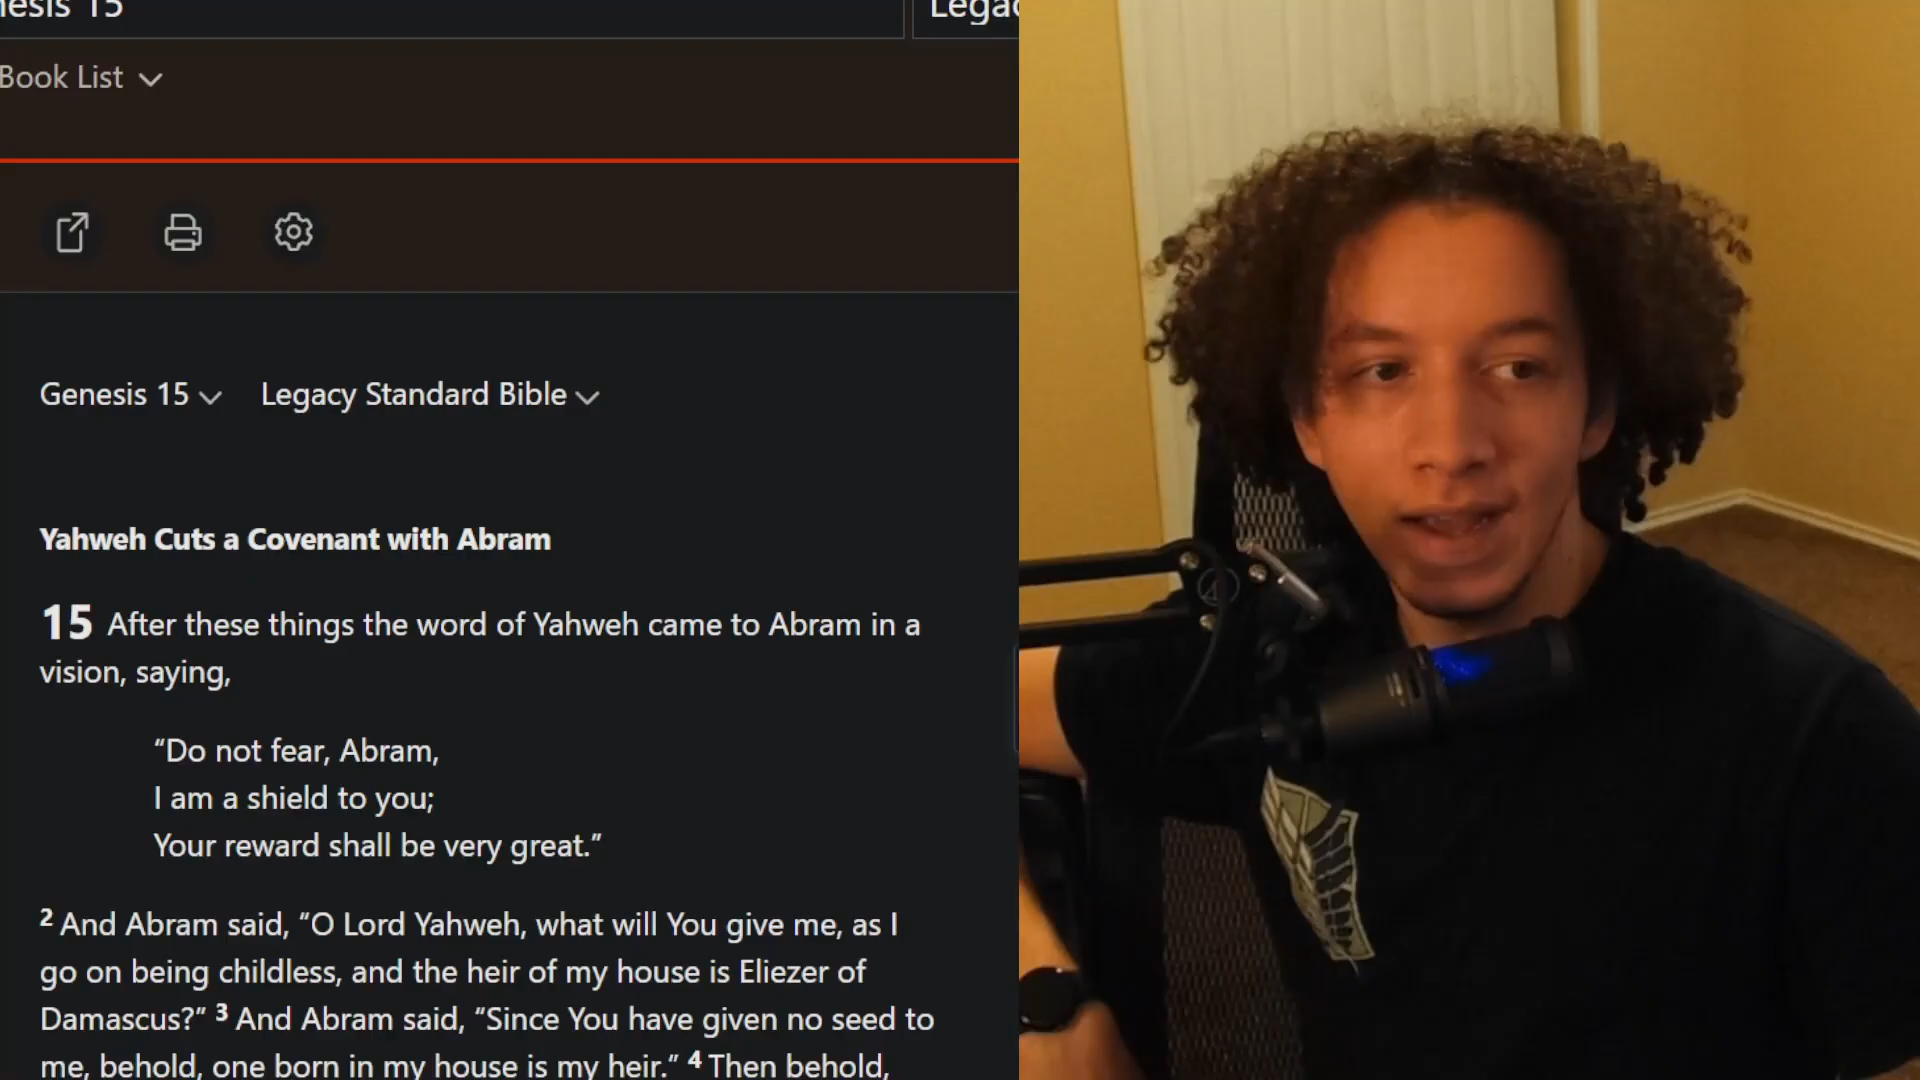 nesis 15
Legac
Book List
Genesis 15
Legacy Standard Bible
Yahweh Cuts a Covenant with Abram
15 After these things the word of Yahweh came to Abram in a
vision, saying,
“Do not fear, Abram,
I am a shield to you;
Your reward shall be very great.”
2 And Abram said, “O Lord Yahweh, what will You give me, as I
go on being childless, and the heir of my house is Eliezer of
Damascus?” 3 And Abram said, “Since You have given no seed to
me, behold, one born in my house is my heir.” 4 Then behold,